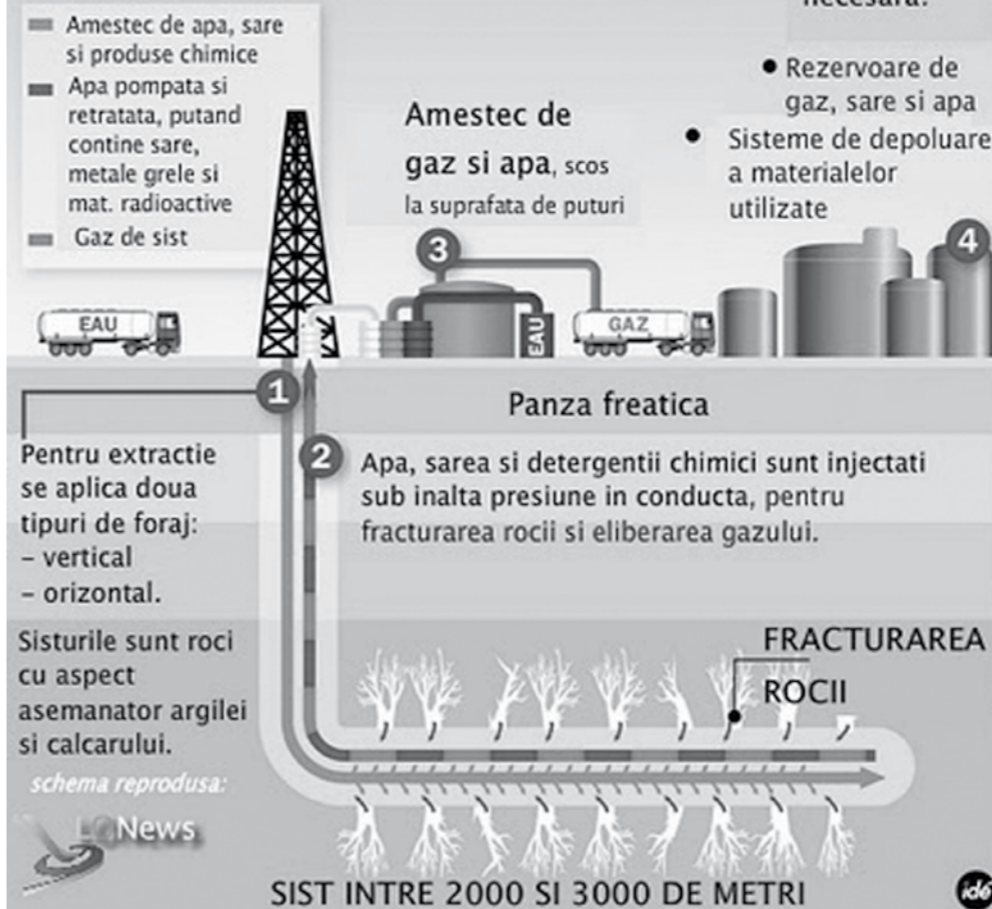 Amestec de apa, sare
si produse chimice
Apa pompata si
retratata, putand
contine sare,
metale grele si
mat. radioactive
Gaz de sist
Amestec de
gaz si apa, scos
la suprafata de puturi
● Rezervoare de
gaz, sare si apa
● Sisteme de depoluare
a materialelor
utilizate
3
4
EAU
EAU
GAZ
1
Panza freatica
2
Pentru extractie
se aplica doua
tipuri de foraj:
– vertical
– orizontal.
Apa, sarea si detergentii chimici sunt injectati
sub inalta presiune in conducta, pentru
fracturarea rocii si eliberarea gazului.
Sisturile sunt roci
cu aspect
asemanator argilei
si calcarului.
FRACTURAREA
ROCII
schema reprodusa:
News
SIST INTRE 2000 SI 3000 DE METRI
idé